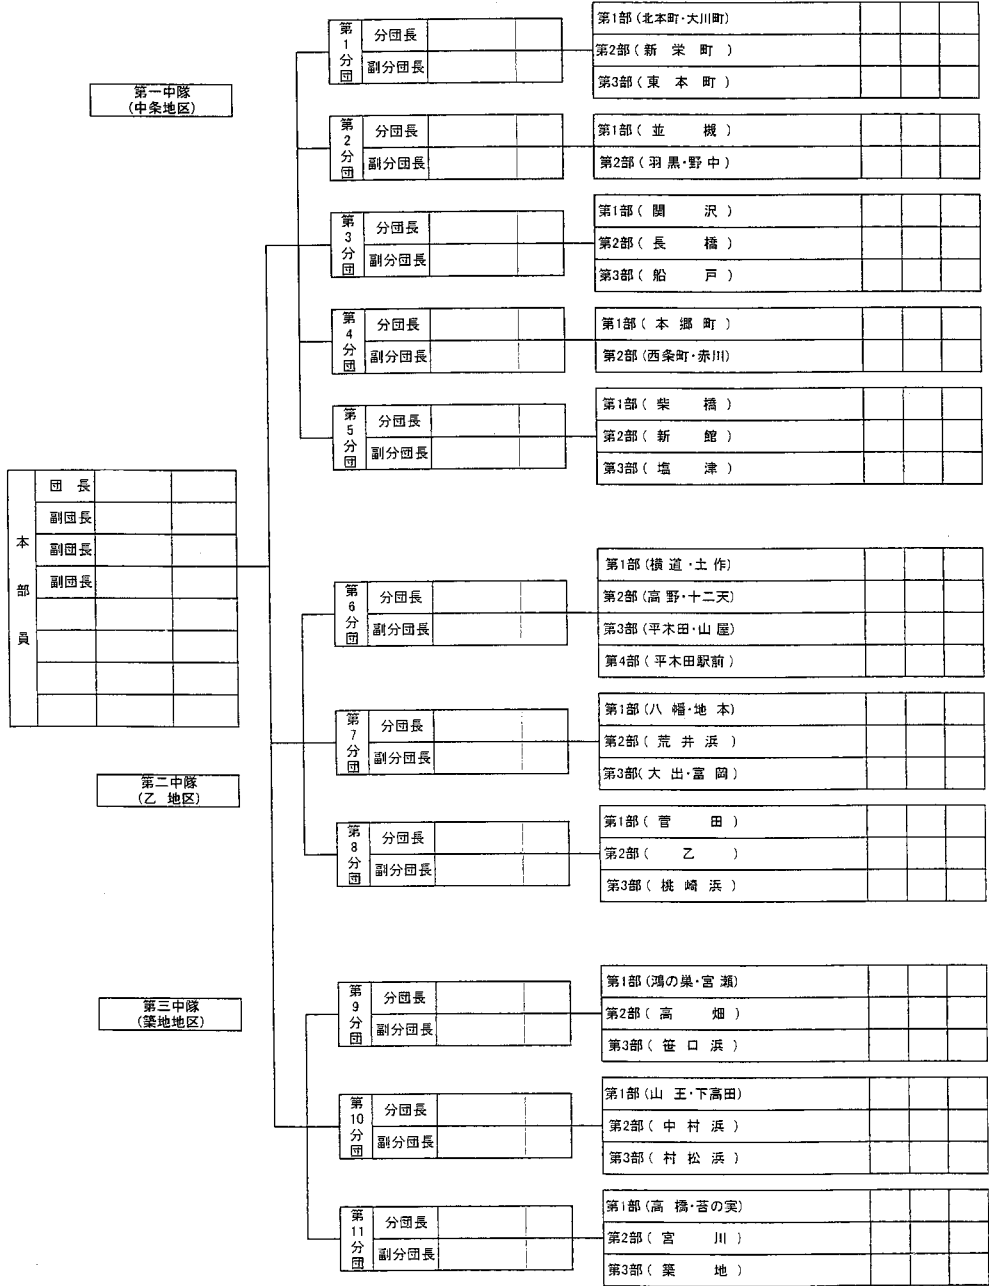 第一中隊
(中条地区)
第1分団
分団長
副分団長
第1部 (北本町・大川町)
第2部 ( 新 栄 町 )
第3部 ( 東 本 町 )
第2分団
分団長
副分団長
第1部 ( 並 槻 )
第2部 ( 羽 黒・野 中 )
第3分団
分団長
副分団長
第1部 ( 関 沢 )
第2部 ( 長 橋 )
第3部 ( 船 戸 )
第4分団
分団長
副分団長
第1部 ( 本 郷 町 )
第2部 (西条町・赤川)
第5分団
分団長
副分団長
第1部 ( 柴 橋 )
第2部 ( 新 館 )
第3部 ( 塩 津 )
本部員
団 長
副団長
副団長
副団長
第二中隊
(乙 地区)
第6分団
分団長
副分団長
第1部 (横 道・土 作)
第2部 (高 野・十二天)
第3部 (平木田・山 屋)
第4部 ( 平木田駅前 )
第7分団
分団長
副分団長
第1部 (八 幡・地 本)
第2部 ( 荒 井 浜 )
第3部( 大 出・富 岡 )
第8分団
分団長
副分団長
第1部 ( 菅 田 )
第2部 ( 乙 )
第3部 ( 桃 崎 浜 )
第三中隊
(築地地区)
第9分団
分団長
副分団長
第1部 (鴻の巣・宮 瀬)
第2部 ( 高 畑 )
第3部 ( 笹 口 浜 )
第10分団
分団長
副分団長
第1部 (山 王・下高田)
第2部 ( 中 村 浜 )
第3部 ( 村 松 浜 )
第11分団
分団長
副分団長
第1部 (高 橋・苔の実)
第2部 ( 宮 川 )
第3部 ( 築 地 )